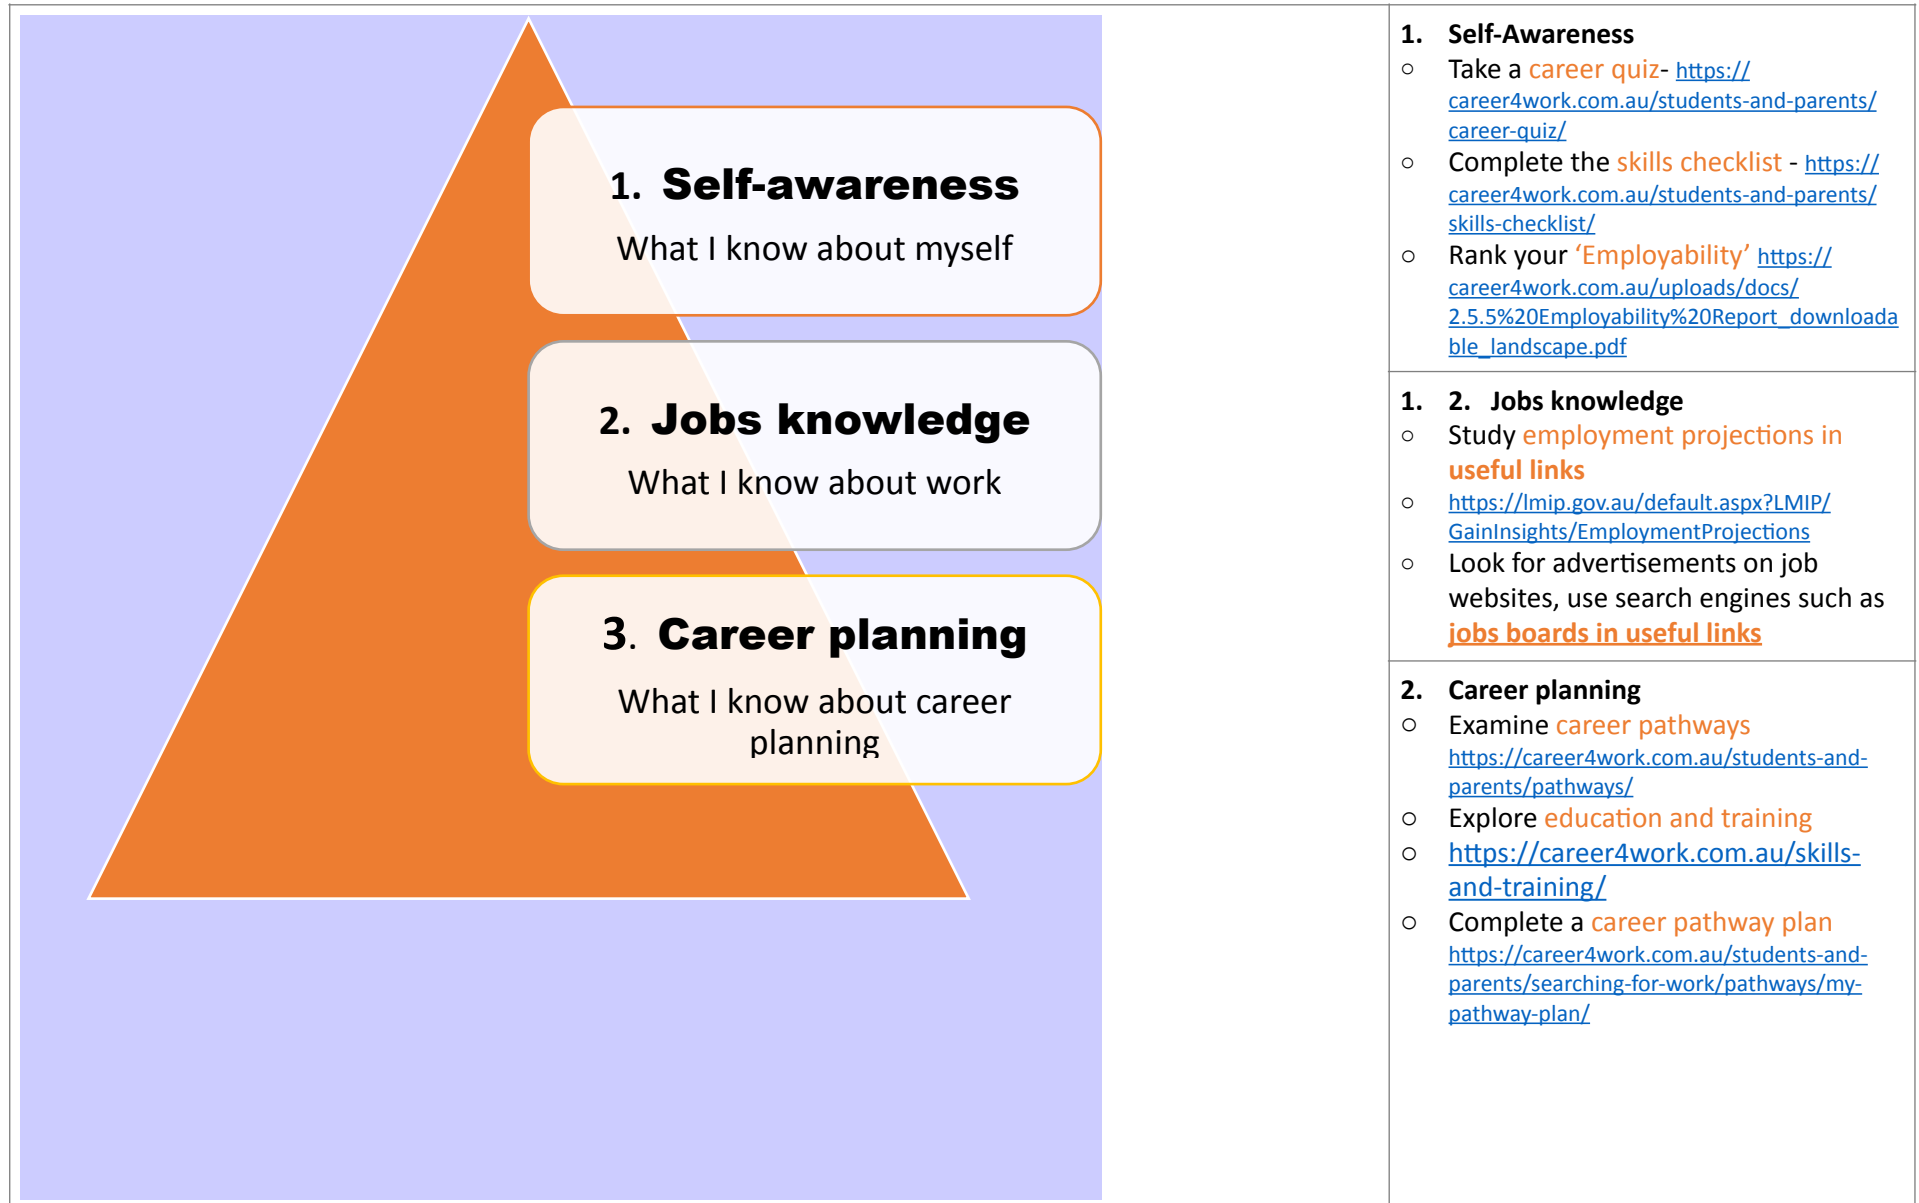 1. Self-awareness
What I know about myself
2. Jobs knowledge
What I know about work
3. Career planning
What I know about career
planning
1. Self-Awareness
○ Take a career quiz- https://
career4work.com.au/students-and-parents/
career-quiz/
○ Complete the skills checklist - https://
career4work.com.au/students-and-parents/
skills-checklist/
○ Rank your ‘Employability’ https://
career4work.com.au/uploads/docs/
2.5.5%20Employability%20Report_downloada
ble_landscape.pdf
1. 2. Jobs knowledge
○ Study employment projections in
useful links
○ https://lmip.gov.au/default.aspx?LMIP/
GainInsights/EmploymentProjections
○ Look for advertisements on job
websites, use search engines such as
jobs boards in useful links
2. Career planning
○ Examine career pathways
https://career4work.com.au/students-and-
parents/pathways/
○ Explore education and training
○ https://career4work.com.au/skills-
and-training/
○ Complete a career pathway plan
https://career4work.com.au/students-and-
parents/searching-for-work/pathways/my-
pathway-plan/